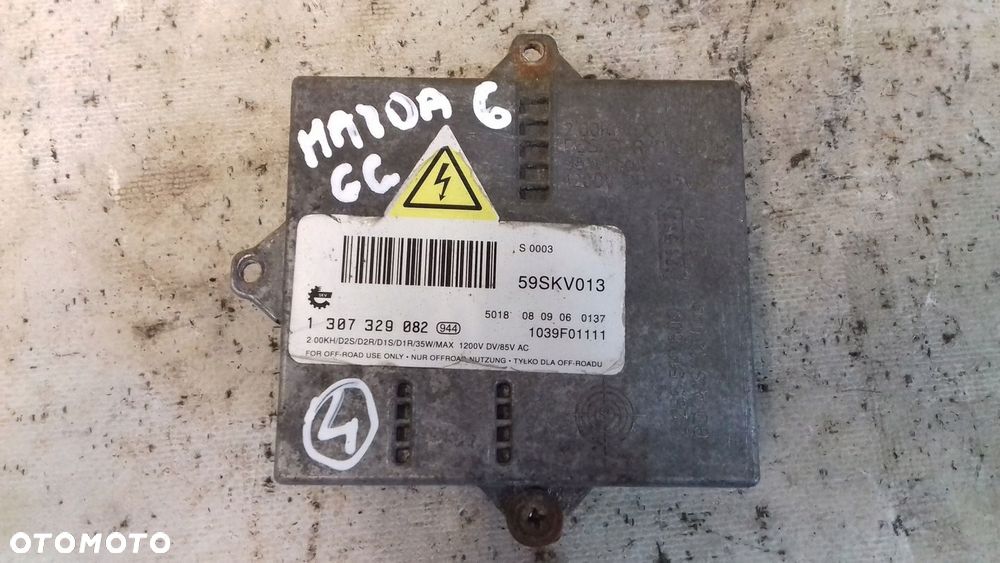 MAZDA 6
GG
S 0003
59SKV013
SKV
5018 08 09 06 0137
1 307 329 082 944 1039F01111
2.00KH/D2S/D2R/D1S/D1R/35W/MAX 1200V DV/85V AC
FOR OFF-ROAD USE ONLY • NUR OFFROAD NUTZUNG • TYŁKO DLA OFF-ROADU
4
OTOMOTO